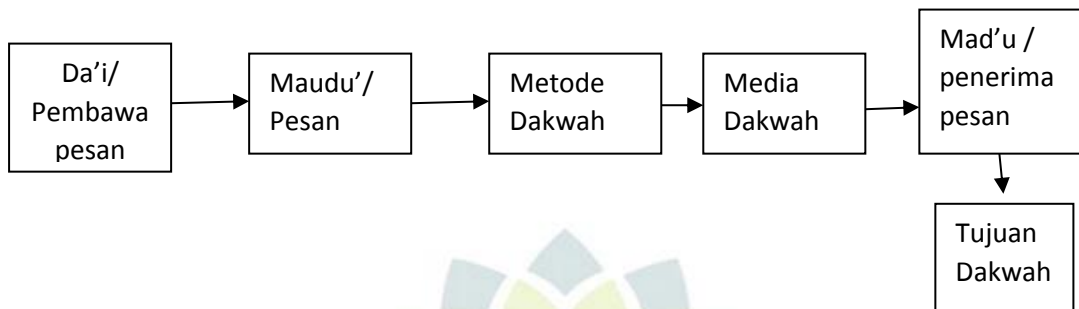 Da’i/
Pembawa
pesan
Maudu’/
Pesan
Metode
Dakwah
Media
Dakwah
Mad’u /
penerima
pesan
Tujuan
Dakwah